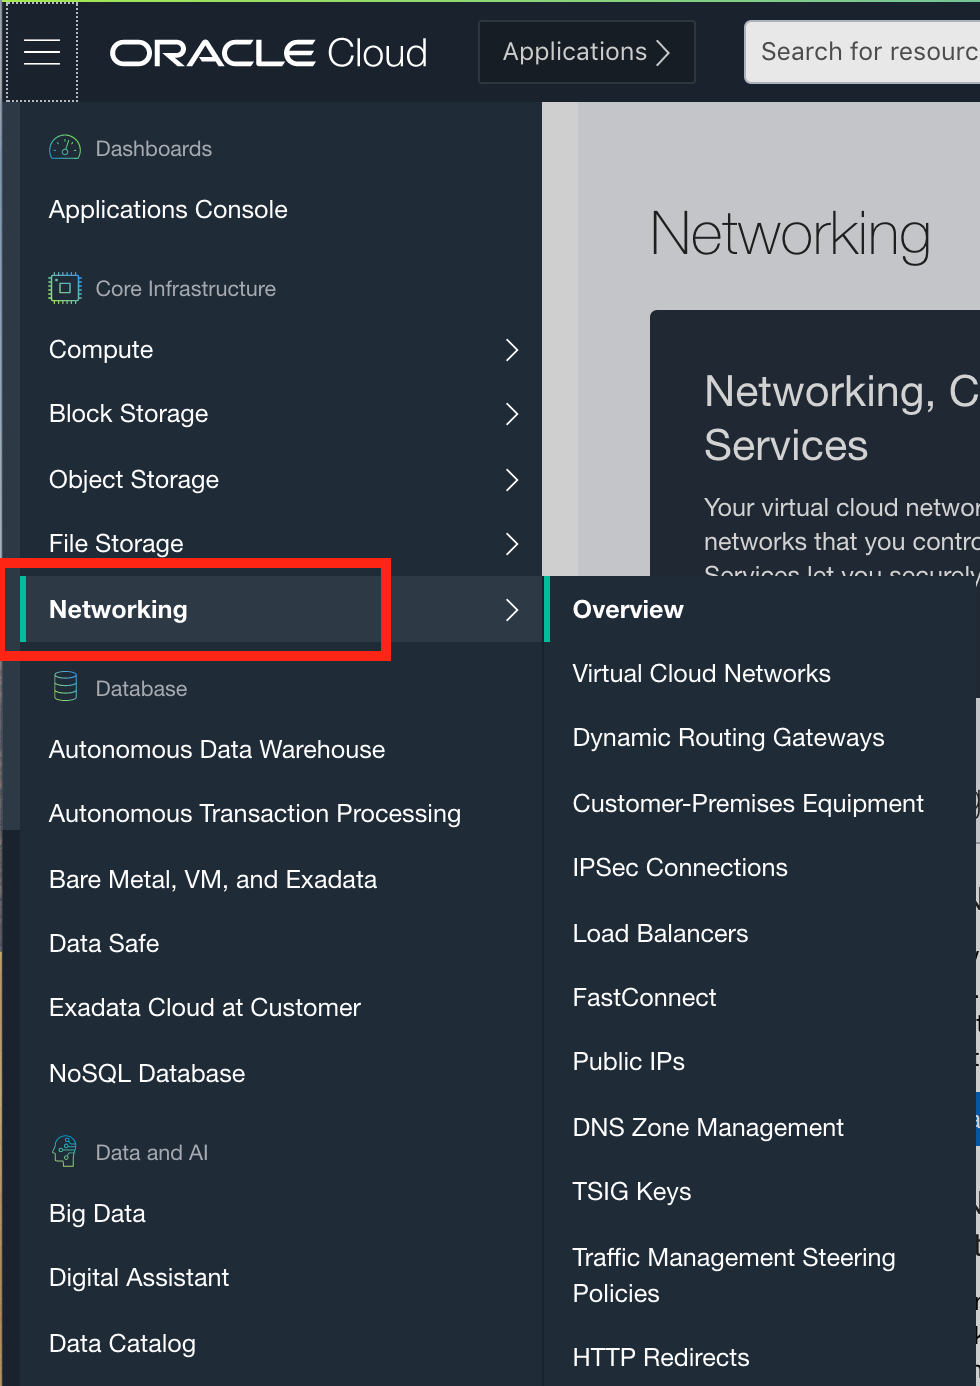 ORACLE Cloud
Applications
Search for resourc
Dashboards
Applications Console
Core Infrastructure
Compute
Block Storage
Object Storage
File Storage
Networking
Database
Autonomous Data Warehouse
Autonomous Transaction Processing
Bare Metal, VM, and Exadata
Data Safe
Exadata Cloud at Customer
NoSQL Database
Data and AI
Big Data
Digital Assistant
Data Catalog
Networking
Networking, C
Services
Your virtual cloud networ
networks that you contro
Services let you securely
Overview
Virtual Cloud Networks
Dynamic Routing Gateways
Customer-Premises Equipment
IPSec Connections
Load Balancers
FastConnect
Public IPs
DNS Zone Management
TSIG Keys
Traffic Management Steering
Policies
HTTP Redirects